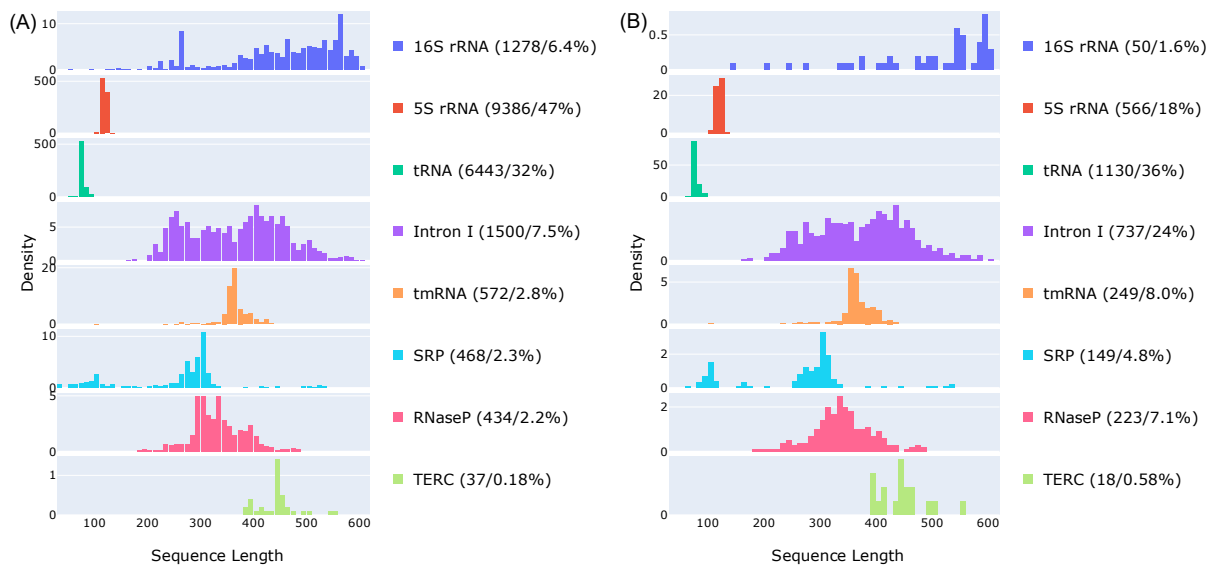 (A)
10
5
0
16S rRNA (1278/6.4%)
500
0
5S rRNA (9386/47%)
500
0
tRNA (6443/32%)
5
0
Intron I (1500/7.5%)
20
0
tmRNA (572/2.8%)
10
0
SRP (468/2.3%)
5
0
RNaseP (434/2.2%)
1
0
TERC (37/0.18%)
Density
100 200 300 400 500 600
Sequence Length
(B)
0.5
0
16S rRNA (50/1.6%)
20
0
5S rRNA (566/18%)
50
0
tRNA (1130/36%)
0
Intron I (737/24%)
5
0
tmRNA (249/8.0%)
2
0
SRP (149/4.8%)
2
0
RNaseP (223/7.1%)
0
TERC (18/0.58%)
Density
100 200 300 400 500 600
Sequence Length